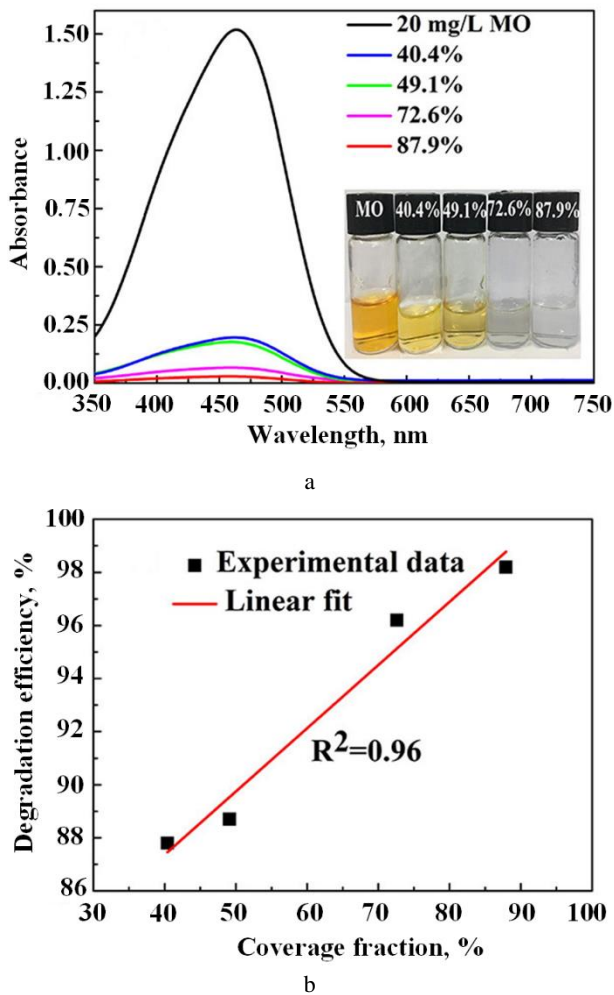 a
1.50
1.25
1.00
0.75
0.50
0.25
0.00
Absorbance
20 mg/L MO
40.4%
49.1%
72.6%
87.9%
MO 40.4% 49.1% 72.6% 87.9%
350 400 450 500 550 600 650 700 750
Wavelength, nm
a
100
98
96
92
90
88
86
Degradation efficiency, %
Experimental data
Linear fit
R²=0.96
30 40 50 60 70 80 90 100
Coverage fraction, %
b